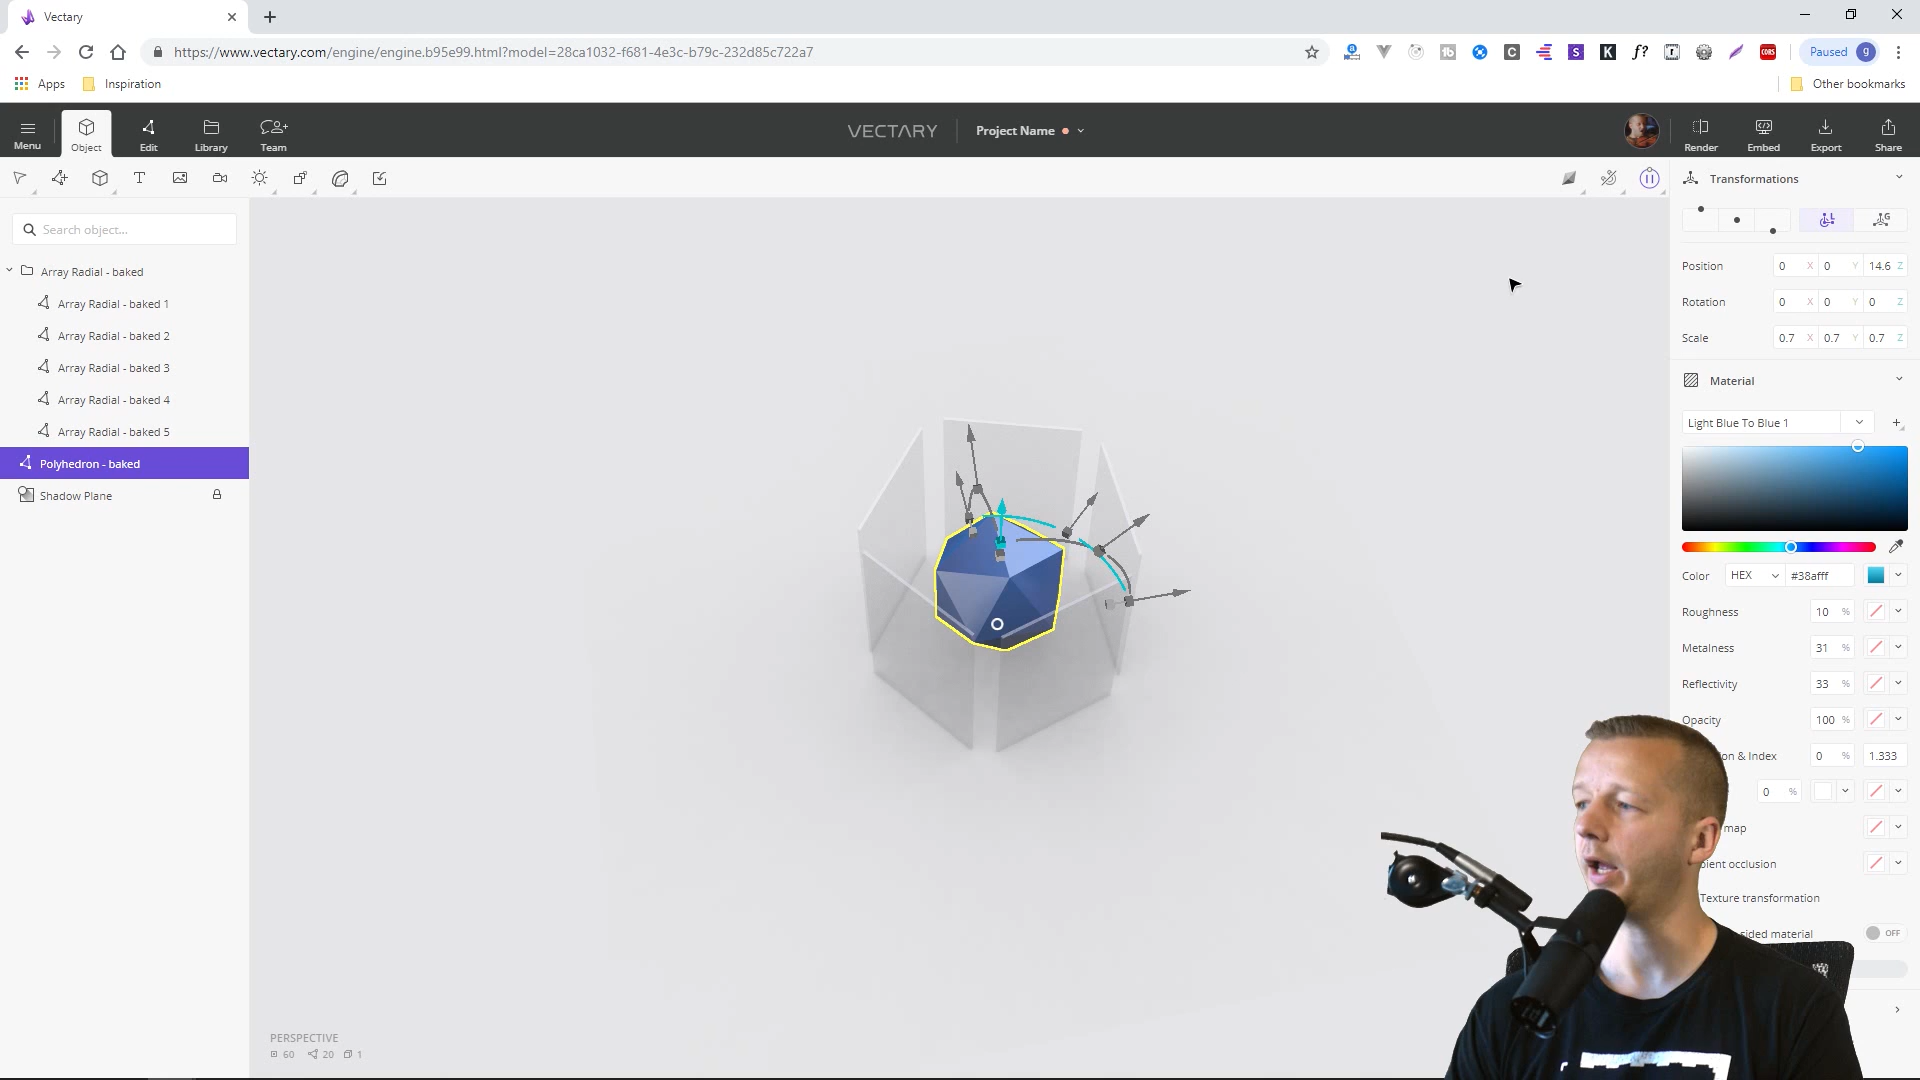 Vectary
https://www.vectary.com/engine/engine.b95e99.html?model=28ca1032-f681-4e3c-b79c-232d85c722a7
Paused g
Apps
Inspiration
Other bookmarks
Menu
Object
Edit
Library
Team
VECTARY
Project Name
Render
Embed
Export
Share
Search object...
Array Radial - baked
Array Radial - baked 1
Array Radial - baked 2
Array Radial - baked 3
Array Radial - baked 4
Array Radial - baked 5
Polyhedron - baked
Shadow Plane
PERSPECTIVE
60 20 1
Transformations
L G
Position 0 X 0 Y 14.6 Z
Rotation 0 X 0 Y 0 Z
Scale 0.7 X 0.7 Y 0.7 Z
Material
Light Blue To Blue 1
Color HEX #38afff
Roughness 10 %
Metalness 31 %
Reflectivity 33 %
Opacity 100 %
on & Index 0 % 1.333
0 %
map
ient occlusion
Texture transformation
sided material OFF